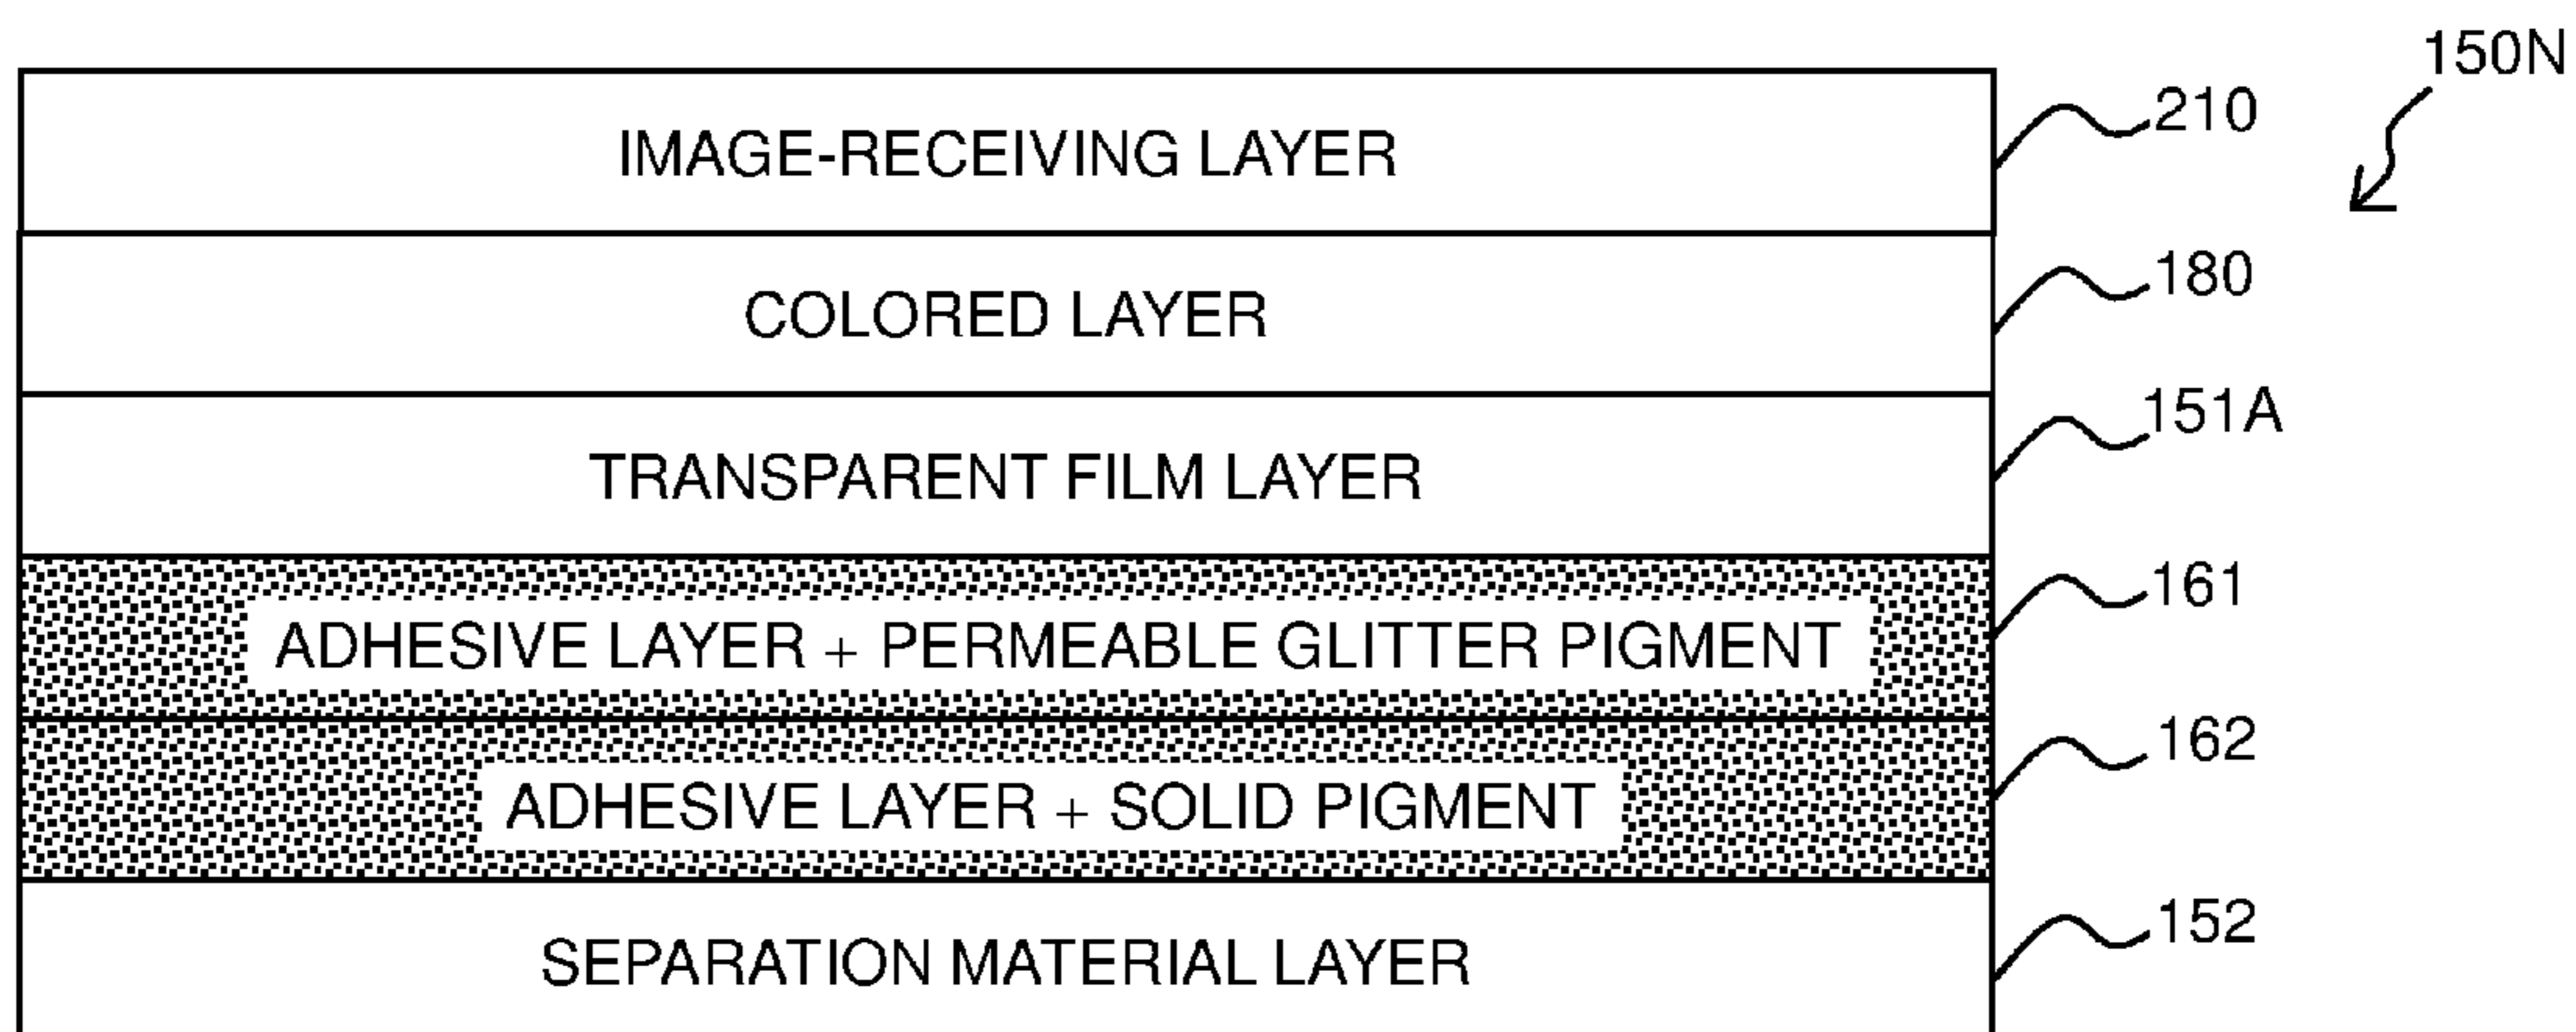 150N
IMAGE-RECEIVING LAYER
210
COLORED LAYER
180
TRANSPARENT FILM LAYER
151A
ADHESIVE LAYER + PERMEABLE GLITTER PIGMENT
161
ADHESIVE LAYER + SOLID PIGMENT
162
SEPARATION MATERIAL LAYER
152